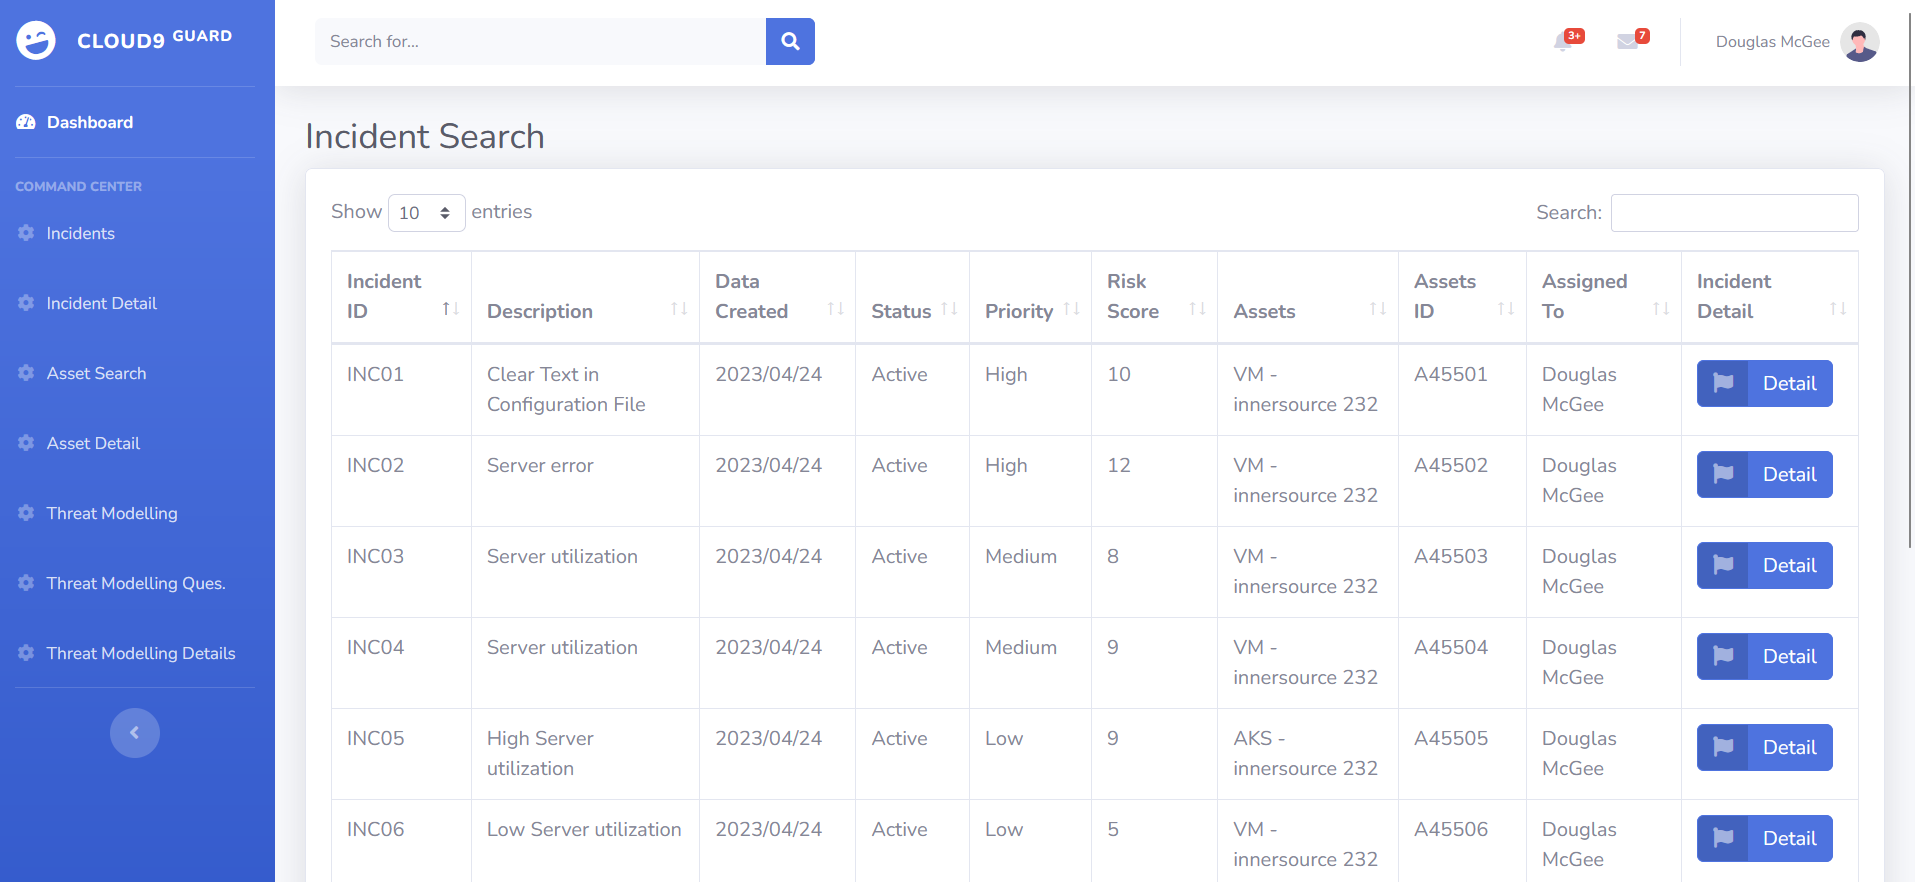 CLOUD9 GUARD
Search for...
3+
7
Douglas McGee
Dashboard
COMMAND CENTER
Incidents
Incident Detail
Asset Search
Asset Detail
Threat Modelling
Threat Modelling Ques.
Threat Modelling Details
Incident Search
Show 10 entries
Search:
Incident ID Description Data Created Status Priority Risk Score Assets Assets ID Assigned To Incident Detail
INC01 Clear Text in Configuration File 2023/04/24 Active High 10 VM - innersource 232 A45501 Douglas McGee Detail
INC02 Server error 2023/04/24 Active High 12 VM - innersource 232 A45502 Douglas McGee Detail
INC03 Server utilization 2023/04/24 Active Medium 8 VM - innersource 232 A45503 Douglas McGee Detail
INC04 Server utilization 2023/04/24 Active Medium 9 VM - innersource 232 A45504 Douglas McGee Detail
INC05 High Server utilization 2023/04/24 Active Low 9 AKS - innersource 232 A45505 Douglas McGee Detail
INC06 Low Server utilization 2023/04/24 Active Low 5 VM - innersource 232 A45506 Douglas McGee Detail